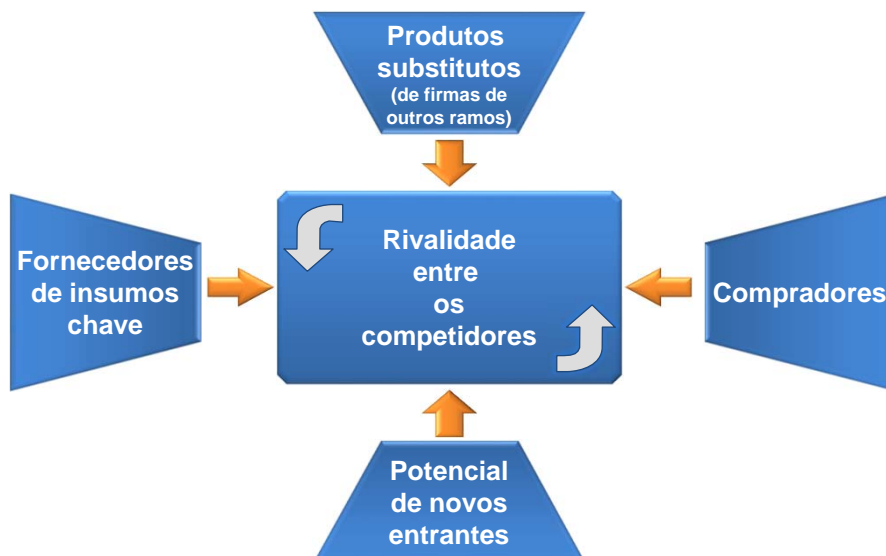 Produtos
substitutos
(de firmas de
outros ramos)
Fornecedores
de insumos
chave
Rivalidade
entre
os
competidores
Compradores
Potencial
de novos
entrantes